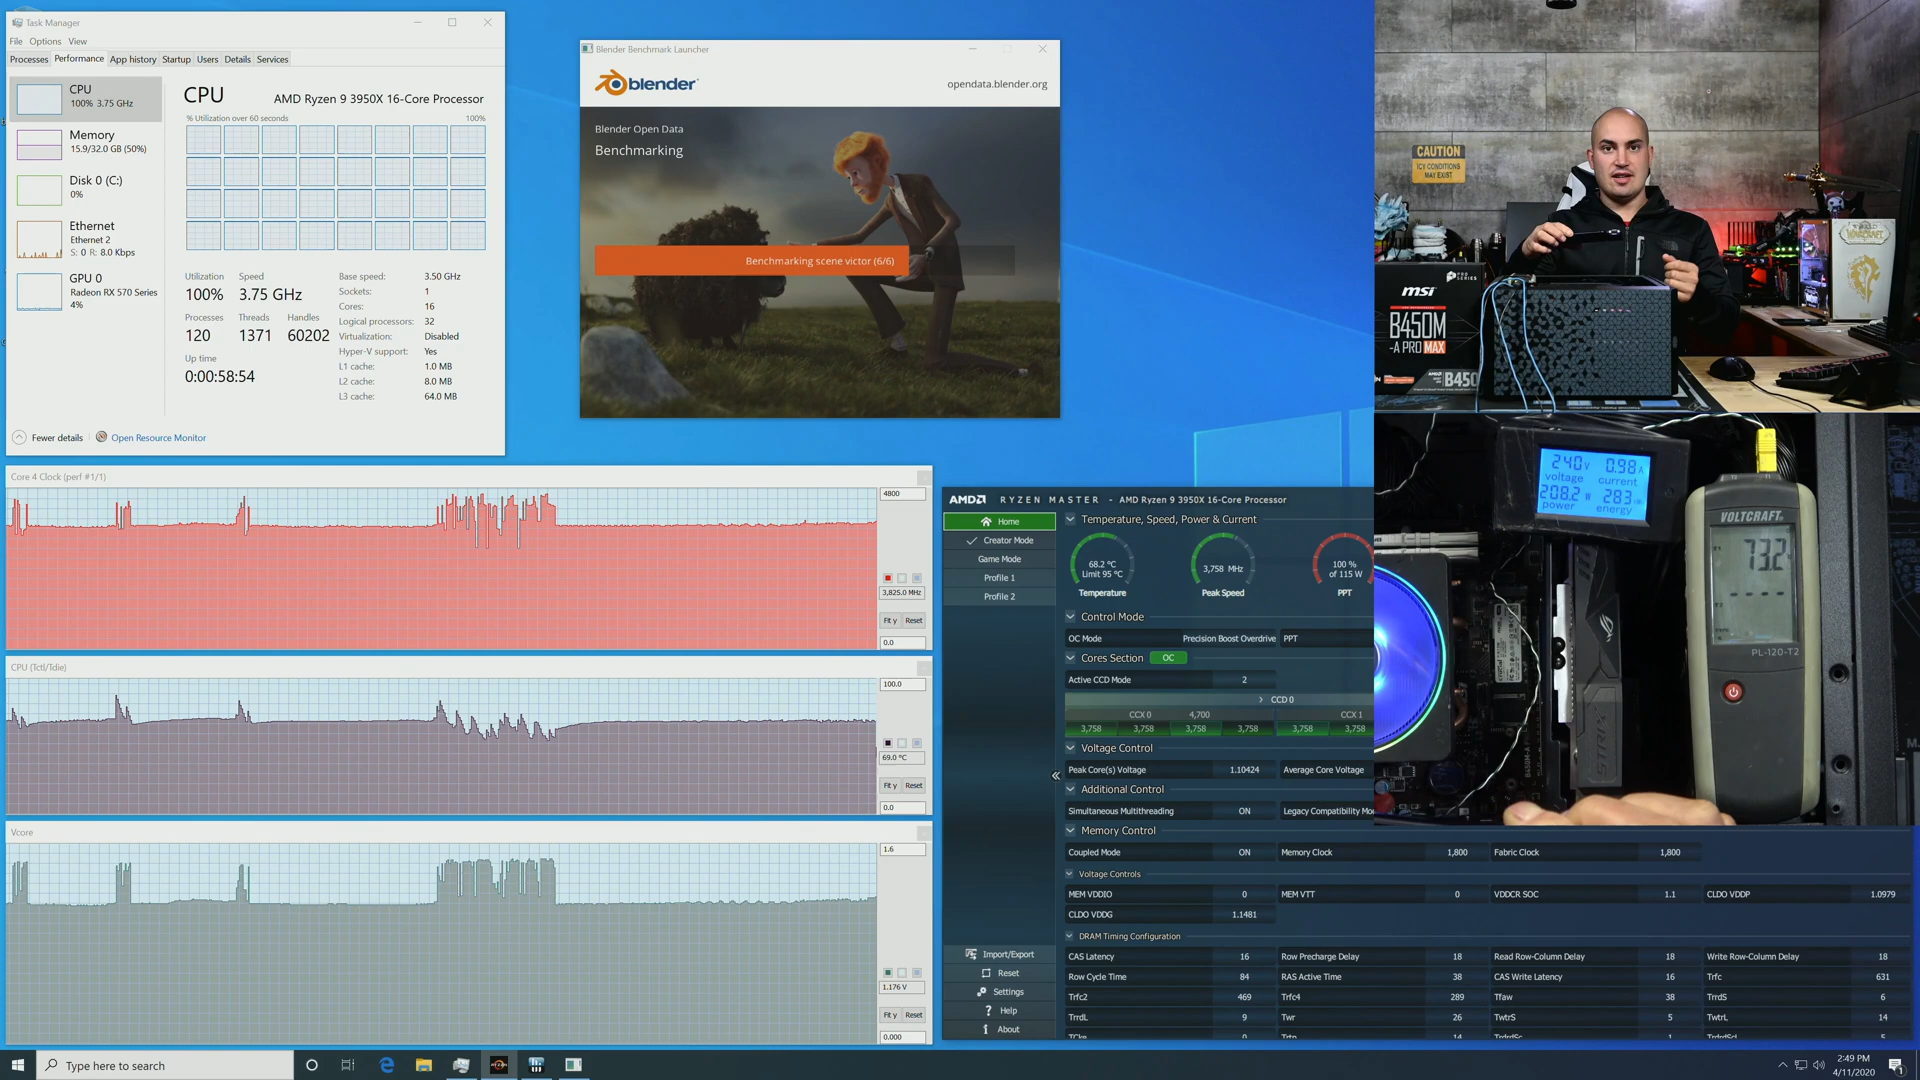 Task Manager
File Options View
Processes Performance App history Startup Users Details Services
CPU
100% 3.75 GHz
Memory
15.9/32.0 GB (50%)
Disk 0 (C:)
0%
Ethernet
Ethernet 2
S: 0 R: 8.0 Kbps
GPU 0
Radeon RX 570 Series
4%
CPU AMD Ryzen 9 3950X 16-Core Processor
% Utilization over 60 seconds 100%
Utilization Speed
100% 3.75 GHz
Processes Threads Handles
120 1371 60202
Up time
0:00:58:54
Base speed: 3.50 GHz
Sockets: 1
Cores: 16
Logical processors: 32
Virtualization: Disabled
Hyper-V support: Yes
L1 cache: 1.0 MB
L2 cache: 8.0 MB
L3 cache: 64.0 MB
Fewer details Open Resource Monitor
Blender Benchmark Launcher
blender opendata.blender.org
Blender Open Data
Benchmarking
Benchmarking scene victor (6/6)
CAUTION
ICY CONDITIONS
MAY EXIST
PRO
SERIES
msi
B450M
-A PRO MAX
B450
WARCRAFT
240 V 0.98 A
voltage current
208.2 W 283
power energy
VOLTCRAFT
73.2
PL-120-T2
STRIX
Core 4 Clock (perf #1/1)
4800
3,825.0 MHz
Fit y Reset
0.0
CPU (Tctl/Tdie)
100.0
69.0 °C
Fit y Reset
0.0
Vcore
1.6
1.176 V
Fit y Reset
0.000
AMD RYZEN MASTER - AMD Ryzen 9 3950X 16-Core Processor
Home
Creator Mode
Game Mode
Profile 1
Profile 2
Import/Export
Reset
Settings
Help
About
Temperature, Speed, Power & Current
68.2 °C
Limit 95 °C
Temperature
3,758 MHz
Peak Speed
100 %
of 115 W
PPT
Control Mode
OC Mode Precision Boost Overdrive PPT
Cores Section OC
Active CCD Mode 2
CCD 0
CCX 0 4,700 CCX 1
3,758 3,758 3,758 3,758 3,758 3,758
Voltage Control
Peak Core(s) Voltage 1.10424 Average Core Voltage
Additional Control
Simultaneous Multithreading ON Legacy Compatibility Mo
Memory Control
Coupled Mode ON Memory Clock 1,800 Fabric Clock 1,800
Voltage Controls
MEM VDDIO 0 MEM VTT 0 VDDCR SOC 1.1 CLDO VDDP 1.0979
CLDO VDDG 1.1481
DRAM Timing Configuration
CAS Latency 16 Row Precharge Delay 18 Read Row-Column Delay 18 Write Row-Column Delay 18
Row Cycle Time 84 RAS Active Time 38 CAS Write Latency 16 Trfc 631
Trfc2 469 Trfc4 289 Tfaw 38 TrrdS 6
TrrdL 9 Twr 26 TwtrS 5 TwtrL 14
Type here to search
2:49 PM
4/11/2020